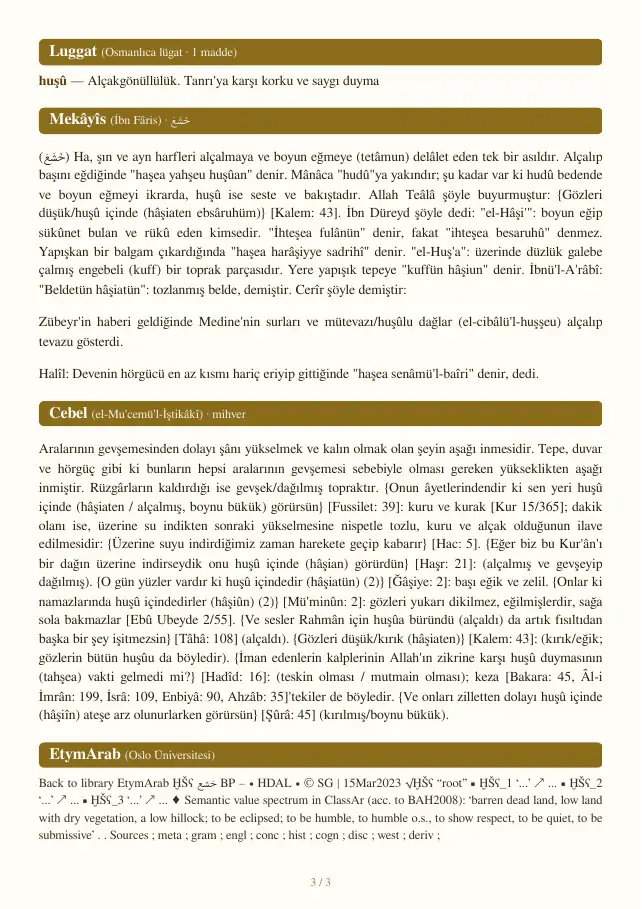 Luggat (Osmanlıca lügat · 1 madde)
huşû — Alçakgönüllülük. Tanrı'ya karşı korku ve saygı duyma
Mekâyîs (İbn Fâris) · خَشَعَ
(خَشَعَ) Ha, şın ve ayn harfleri alçalmaya ve boyun eğmeye (tetâmun) delâlet eden tek bir asıldır. Alçalıp
başını eğdiğinde "haşea yahşeu huşûan" denir. Mânâca "hudû"ya yakındır; şu kadar var ki hudû bedende
ve boyun eğmeyi ikrarda, huşû ise seste ve bakıştadır. Allah Teâlâ şöyle buyurmuştur: {Gözleri
düşük/huşû içinde (hâşiaten ebsâruhüm)} [Kalem: 43]. İbn Düreyd şöyle dedi: "el-Hâşi'": boyun eğip
sükûnet bulan ve rükû eden kimsedir. "İhteşea fulânün" denir, fakat "ihteşea besaruhû" denmez.
Yapışkan bir balgam çıkardığında "haşea harâşiyye sadrihî" denir. "el-Huş'a": üzerinde düzlük galebe
çalmış engebeli (kuff) bir toprak parçasıdır. Yere yapışık tepeye "kuffün hâşiun" denir. İbnü'l-A'râbî:
"Beldetün hâşiatün": tozlanmış belde, demiştir. Cerîr şöyle demiştir:
Zübeyr'in haberi geldiğinde Medine'nin surları ve mütevazı/huşûlu dağlar (el-cibâlü'l-huşşeu) alçalıp
tevazu gösterdi.
Halîl: Devenin hörgücü en az kısmı hariç eriyip gittiğinde "haşea senâmü'l-baîri" denir, dedi.
Cebel (el-Mu'cemü'l-İştikâkî) · mihver
Aralarının gevşemesinden dolayı şânı yükselmek ve kalın olmak olan şeyin aşağı inmesidir. Tepe, duvar
ve hörgüç gibi ki bunların hepsi aralarının gevşemesi sebebiyle olması gereken yükseklikten aşağı
inmiştir. Rüzgârların kaldırdığı ise gevşek/dağılmış topraktır. {Onun âyetlerindendir ki sen yeri huşû
içinde (hâşiaten / alçalmış, boynu bükük) görürsün} [Fussilet: 39]: kuru ve kurak [Kur 15/365]; dakik
olanı ise, üzerine su indikten sonraki yükselmesine nispetle tozlu, kuru ve alçak olduğunun ilave
edilmesidir: {Üzerine suyu indirdiğimiz zaman harekete geçip kabarır} [Hac: 5]. {Eğer biz bu Kur'ân'ı
bir dağın üzerine indirseydik onu huşû içinde (hâşian) görürdün} [Haşr: 21]: (alçalmış ve gevşeyip
dağılmış). {O gün yüzler vardır ki huşû içindedir (hâşiatün) (2)} [Ğâşiye: 2]: başı eğik ve zelil. {Onlar ki
namazlarında huşû içindedirler (hâşiûn) (2)} [Mü'minûn: 2]: gözleri yukarı dikilmez, eğilmişlerdir, sağa
sola bakmazlar [Ebû Ubeyde 2/55]. {Ve sesler Rahmân için huşûa büründü (alçaldı) da artık fısıltıdan
başka bir şey işitmezsin} [Tâhâ: 108] (alçaldı). {Gözleri düşük/kırık (hâşiaten)} [Kalem: 43]: (kırık/eğik;
gözlerin bütün huşûu da böyledir). {İman edenlerin kalplerinin Allah'ın zikrine karşı huşû duymasının
(tahşea) vakti gelmedi mi?} [Hadîd: 16]: (teskin olması / mutmain olması); keza [Bakara: 45, Âl-i
İmrân: 199, İsrâ: 109, Enbiyâ: 90, Ahzâb: 35]'tekiler de böyledir. {Ve onları zilletten dolayı huşû içinde
(hâşiîn) ateşe arz olunurlarken görürsün} [Şûrâ: 45] (kırılmış/boynu bükük).
EtymArab (Oslo Üniversitesi)
Back to library EtymArab ḪŠʕ خشع BP – • HDAL • © SG | 15Mar2023 √ḪŠʕ “root” ▪ ḪŠʕ_1 ‘…’ ↗ ... ▪ ḪŠʕ_2
‘…’ ↗ ... ▪ ḪŠʕ_3 ‘…’ ↗ ... ♦ Semantic value spectrum in ClassAr (acc. to BAH2008): ‘barren dead land, low land
with dry vegetation, a low hillock; to be eclipsed; to be humble, to humble o.s., to show respect, to be quiet, to be
submissive’ . . Sources ; meta ; gram ; engl ; conc ; hist ; cogn ; disc ; west ; deriv ;
3 / 3